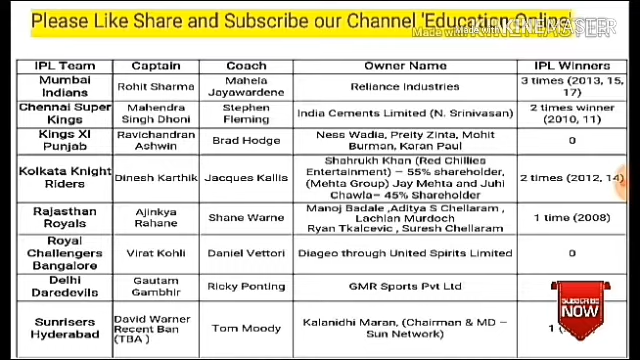 Please Like Share and Subscribe our Channel 'Education Online'
Made with KINEMASTER
IPL Team Captain Coach Owner Name IPL Winners
Mumbai Indians Rohit Sharma Mahela Jayawardene Reliance Industries 3 times (2013, 15, 17)
Chennai Super Kings Mahendra Singh Dhoni Stephen Fleming India Cements Limited (N. Srinivasan) 2 times winner (2010, 11)
Kings XI Punjab Ravichandran Ashwin Brad Hodge Ness Wadia, Preity Zinta, Mohit Burman, Karan Paul 0
Kolkata Knight Riders Dinesh Karthik Jacques Kallis Shahrukh Khan (Red Chillies Entertainment) – 55% shareholder, (Mehta Group) Jay Mehta and Juhi Chawla– 45% Shareholder 2 times (2012, 14)
Rajasthan Royals Ajinkya Rahane Shane Warne Manoj Badale ,Aditya S Chellaram , Lachlan Murdoch Ryan Tkalcevic , Suresh Chellaram 1 time (2008)
Royal Challengers Bangalore Virat Kohli Daniel Vettori Diageo through United Spirits Limited 0
Delhi Daredevils Gautam Gambhir Ricky Ponting GMR Sports Pvt Ltd
Sunrisers Hyderabad David Warner Recent Ban (TBA ) Tom Moody Kalanidhi Maran, (Chairman & MD – Sun Network) 1
SUBSCRIBE
NOW